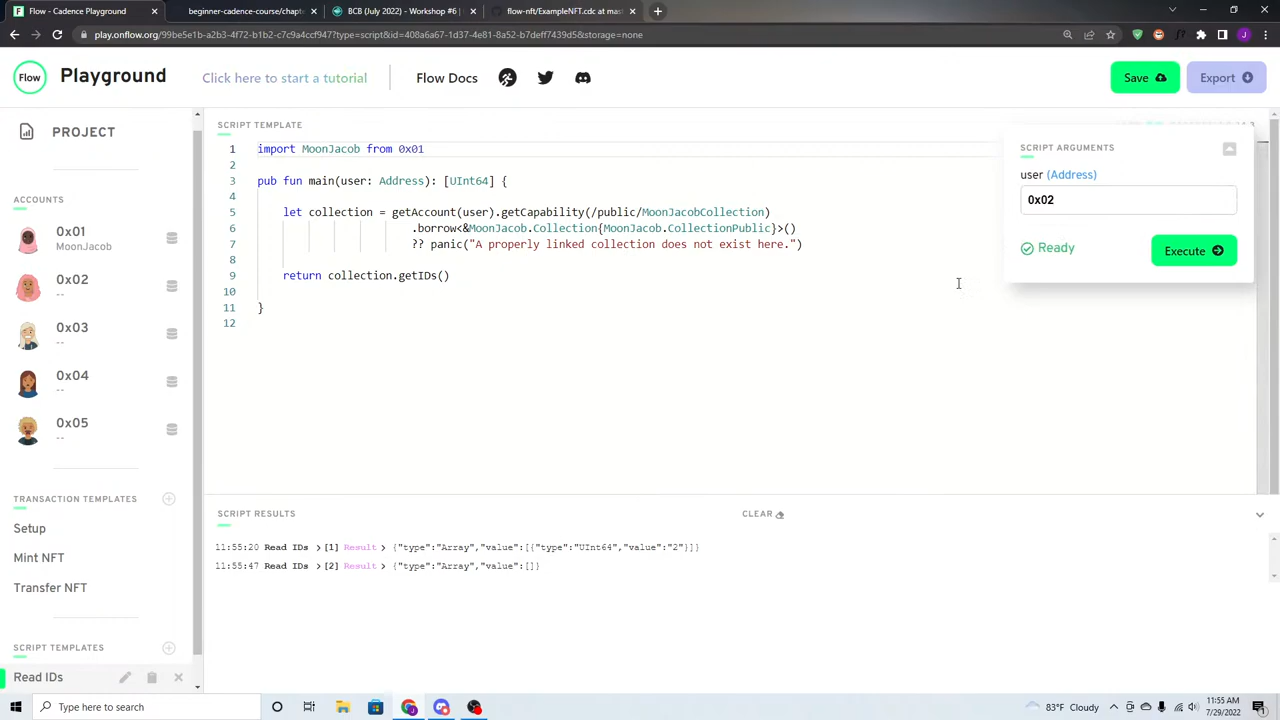 Flow - Cadence Playground
beginner-cadence-course/chapte
BCB (July 2022) - Workshop #6 |
flow-nft/ExampleNFT.cdc at mas
play.onflow.org/99be5e1b-a2b3-4f72-b1b2-c7c9a4ccf947?type=script&id=408a6a67-1d37-4e81-8a52-b7deff7439d5&storage=none
Flow
Playground
Click here to start a tutorial
Flow Docs
Save
Export
PROJECT
ACCOUNTS
0x01
MoonJacob
0x02
--
0x03
--
0x04
--
0x05
--
TRANSACTION TEMPLATES
Setup
Mint NFT
Transfer NFT
SCRIPT TEMPLATES
Read IDs
SCRIPT TEMPLATE
1 import MoonJacob from 0x01
2
3 pub fun main(user: Address): [UInt64] {
4
5 let collection = getAccount(user).getCapability(/public/MoonJacobCollection)
6 .borrow<&MoonJacob.Collection{MoonJacob.CollectionPublic}>()
7 ?? panic("A properly linked collection does not exist here.")
8
9 return collection.getIDs()
10
11 }
12
SCRIPT ARGUMENTS
user (Address)
0x02
Ready
Execute
SCRIPT RESULTS
CLEAR
11:55:20 Read IDs >[1] Result > {"type":"Array","value":[{"type":"UInt64","value":"2"}]}
11:55:47 Read IDs >[2] Result > {"type":"Array","value":[]}
Type here to search
83°F Cloudy
11:55 AM
7/29/2022